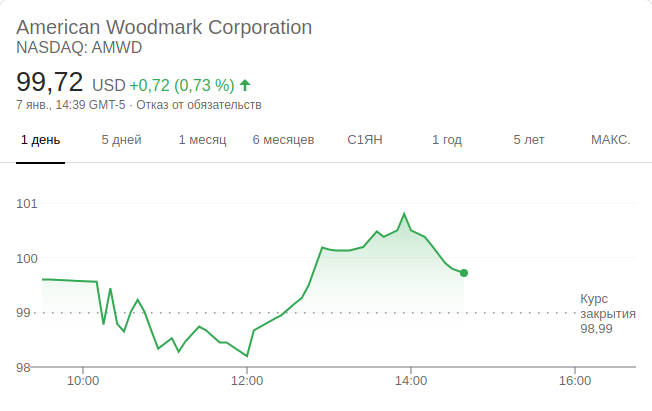 American Woodmark Corporation
NASDAQ: AMWD
99,72 USD +0,72 (0,73 %)
7 янв., 14:39 GMT-5 · Отказ от обязательств
1 день 5 дней 1 месяц 6 месяцев С1ЯН 1 год 5 лет МАКС.
101
100
99
98
Курс
закрытия
98,99
10:00 12:00 14:00 16:00